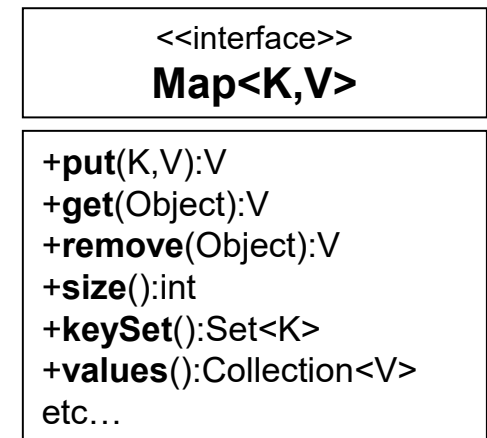 <<interface>>
Map<K,V>
+put(K,V):V
+get(Object):V
+remove(Object):V
+size():int
+keySet():Set<K>
+values():Collection<V>
etc…